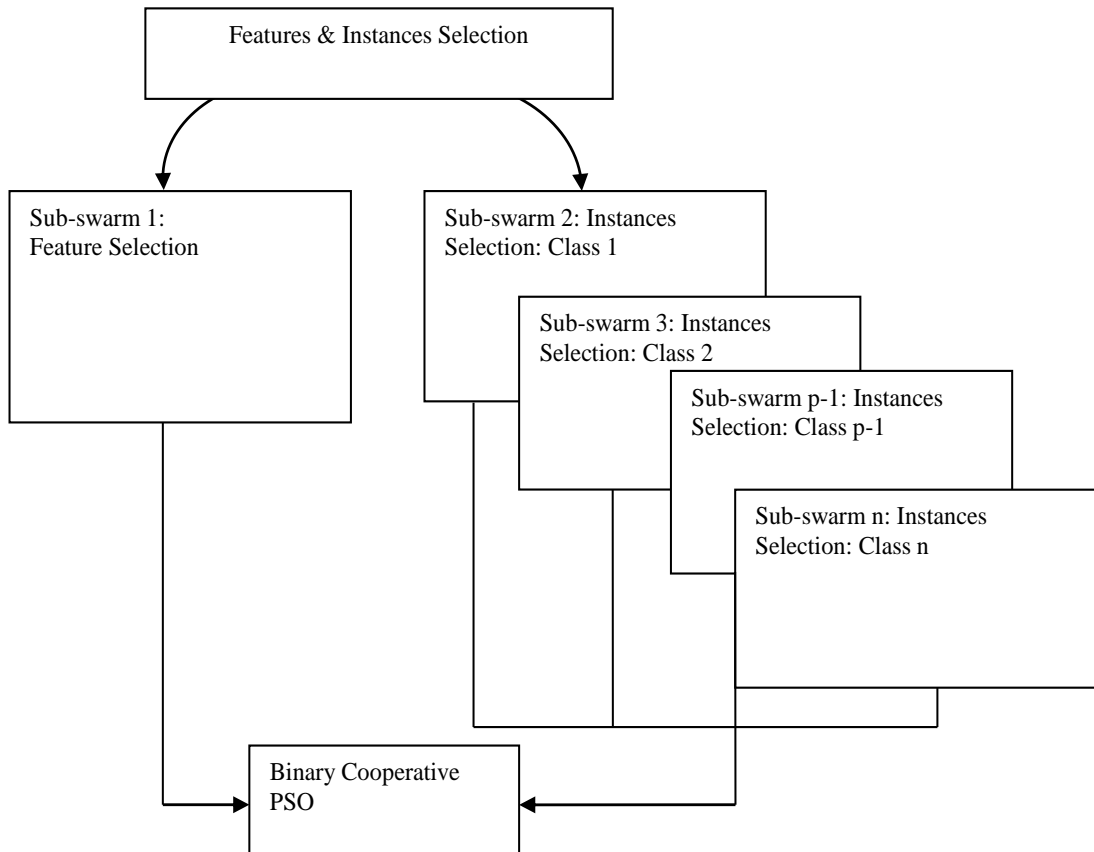 Features & Instances Selection
Sub-swarm 1:
Feature Selection
Sub-swarm 2: Instances
Selection: Class 1
Sub-swarm 3: Instances
Selection: Class 2
Sub-swarm p-1: Instances
Selection: Class p-1
Sub-swarm n: Instances
Selection: Class n
Binary Cooperative
PSO